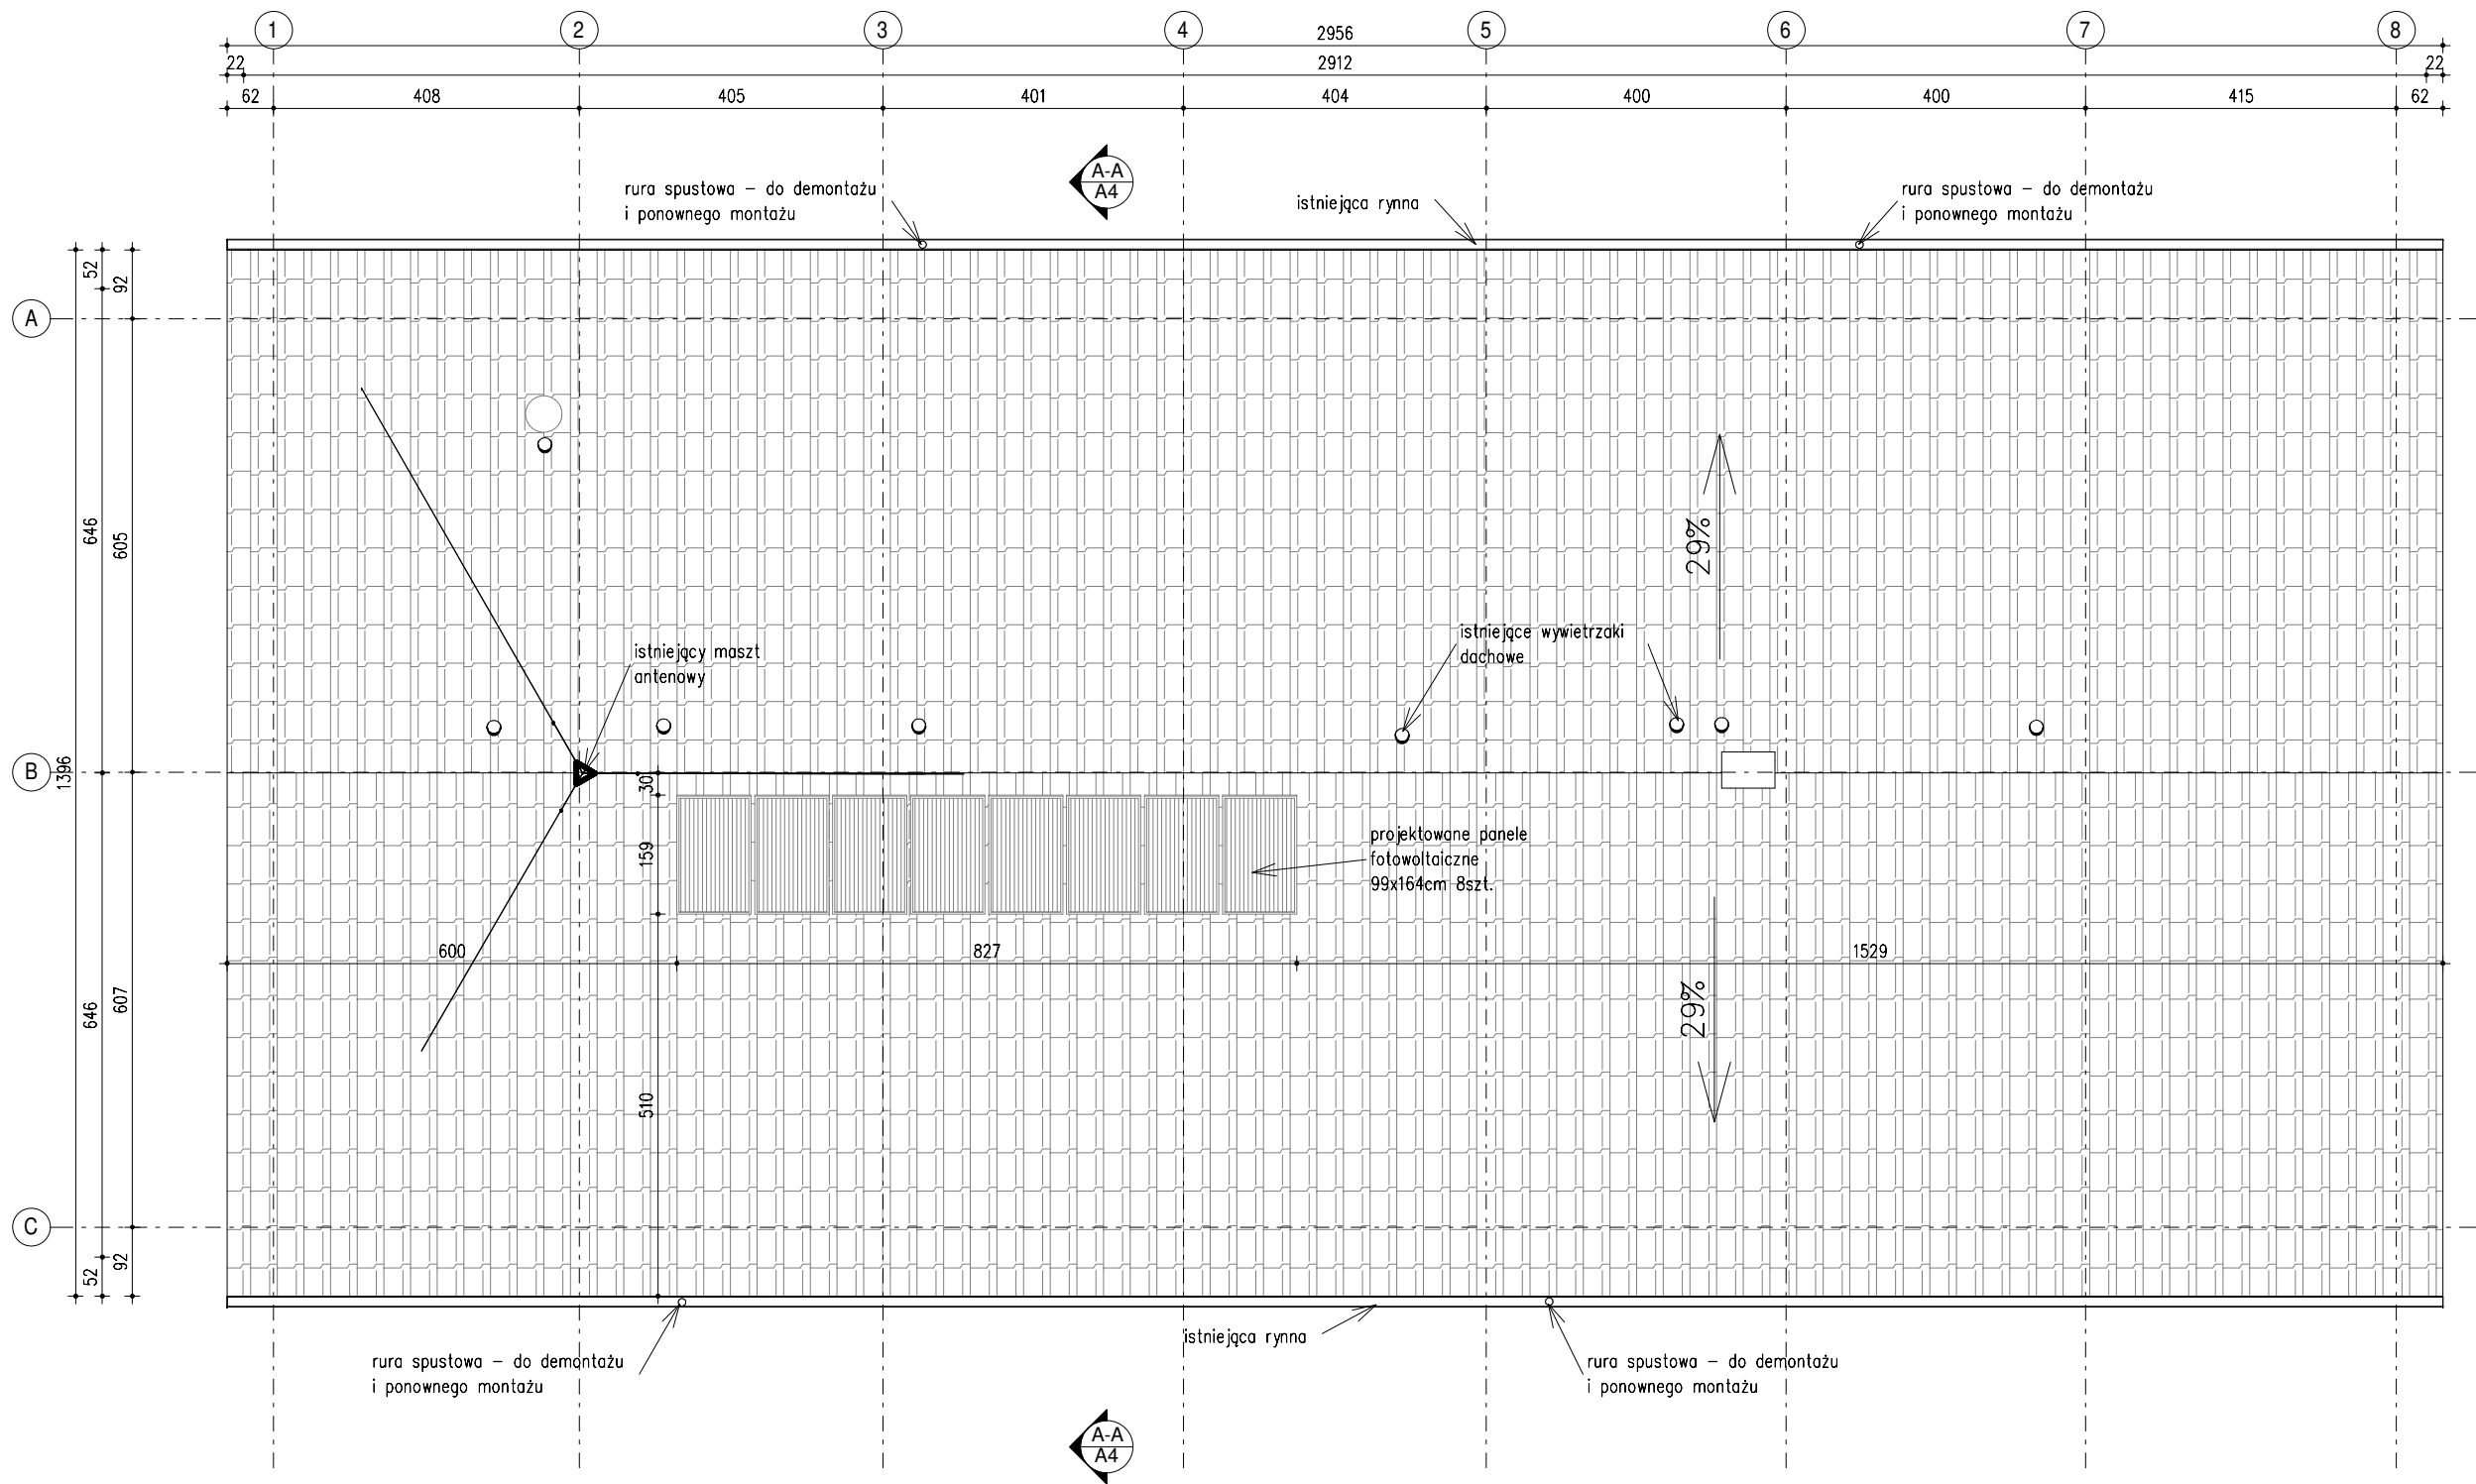 1 2 3 4 5 6 7 8
2956
22 2912 22
62 408 405 401 404 400 400 415 62
A-A
A4
rura spustowa – do demontażu
i ponownego montażu
istniejąca rynna
rura spustowa – do demontażu
i ponownego montażu
52
92
A
646
605
29%
istniejący maszt
antenowy
istniejące wywietrzaki
dachowe
B
1396
30
159
projektowane panele
fotowoltaiczne
99x164cm 8szt.
600 827 1529
646
607
29%
510
C
52
92
istniejąca rynna
rura spustowa – do demontażu
i ponownego montażu
rura spustowa – do demontażu
i ponownego montażu
A-A
A4